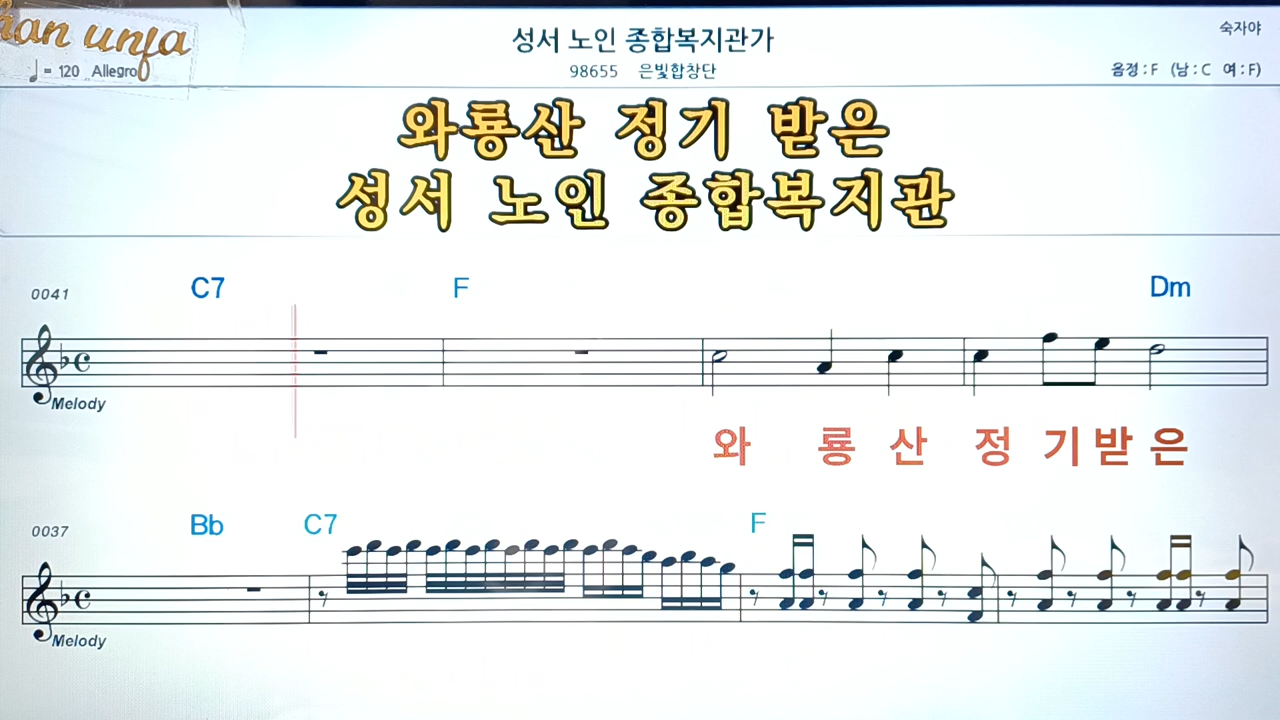 han unja
성서 노인 종합복지관가
숙자야
♩ = 120 Allegro
98655 은빛합창단
음정 : F (남 : C 여 : F)
와룡산 정기 받은
성서 노인 종합복지관
0041 C7 F Dm
Melody
와 룡 산 정 기 받 은
0037 Bb C7 F
Melody